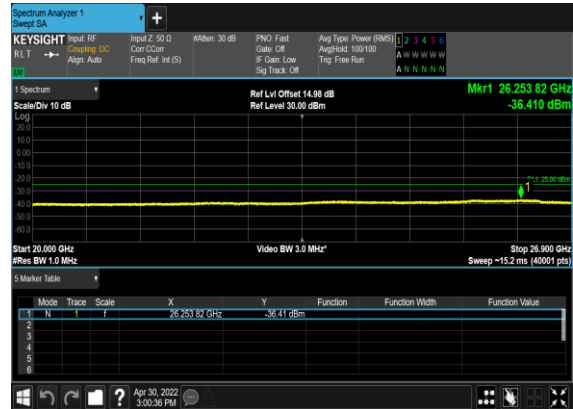 Spectrum Analyzer 1
Swept SA
+
KEYSIGHT Input: RF Input Z: 50 Ω #Atten: 30 dB PNO: Fast Avg Type: Power (RMS) 1 2 3 4 5 6
RLT Coupling: DC Corr CCorr Gate: Off Avg|Hold: 100/100 A W W W W W
Align: Auto Freq Ref: Int (S) IF Gain: Low Trig: Free Run
Sig Track: Off A N N N N N
1 Spectrum Ref Lvl Offset 14.98 dB Mkr1 26.253 82 GHz
Scale/Div 10 dB Ref Level 30.00 dBm -36.410 dBm
Log
20.0
10.0
0.00
-10.0
-20.0
DL1 -25.00 dBm
1
-30.0
-40.0
-50.0
-60.0
Start 20.000 GHz Video BW 3.0 MHz* Stop 26.900 GHz
#Res BW 1.0 MHz Sweep ~15.2 ms (40001 pts)
5 Marker Table
Mode Trace Scale X Y Function Function Width Function Value
1 N 1 f 26.253 82 GHz -36.41 dBm
2
3
4
5
6
? Apr 30, 2022
3:00:36 PM